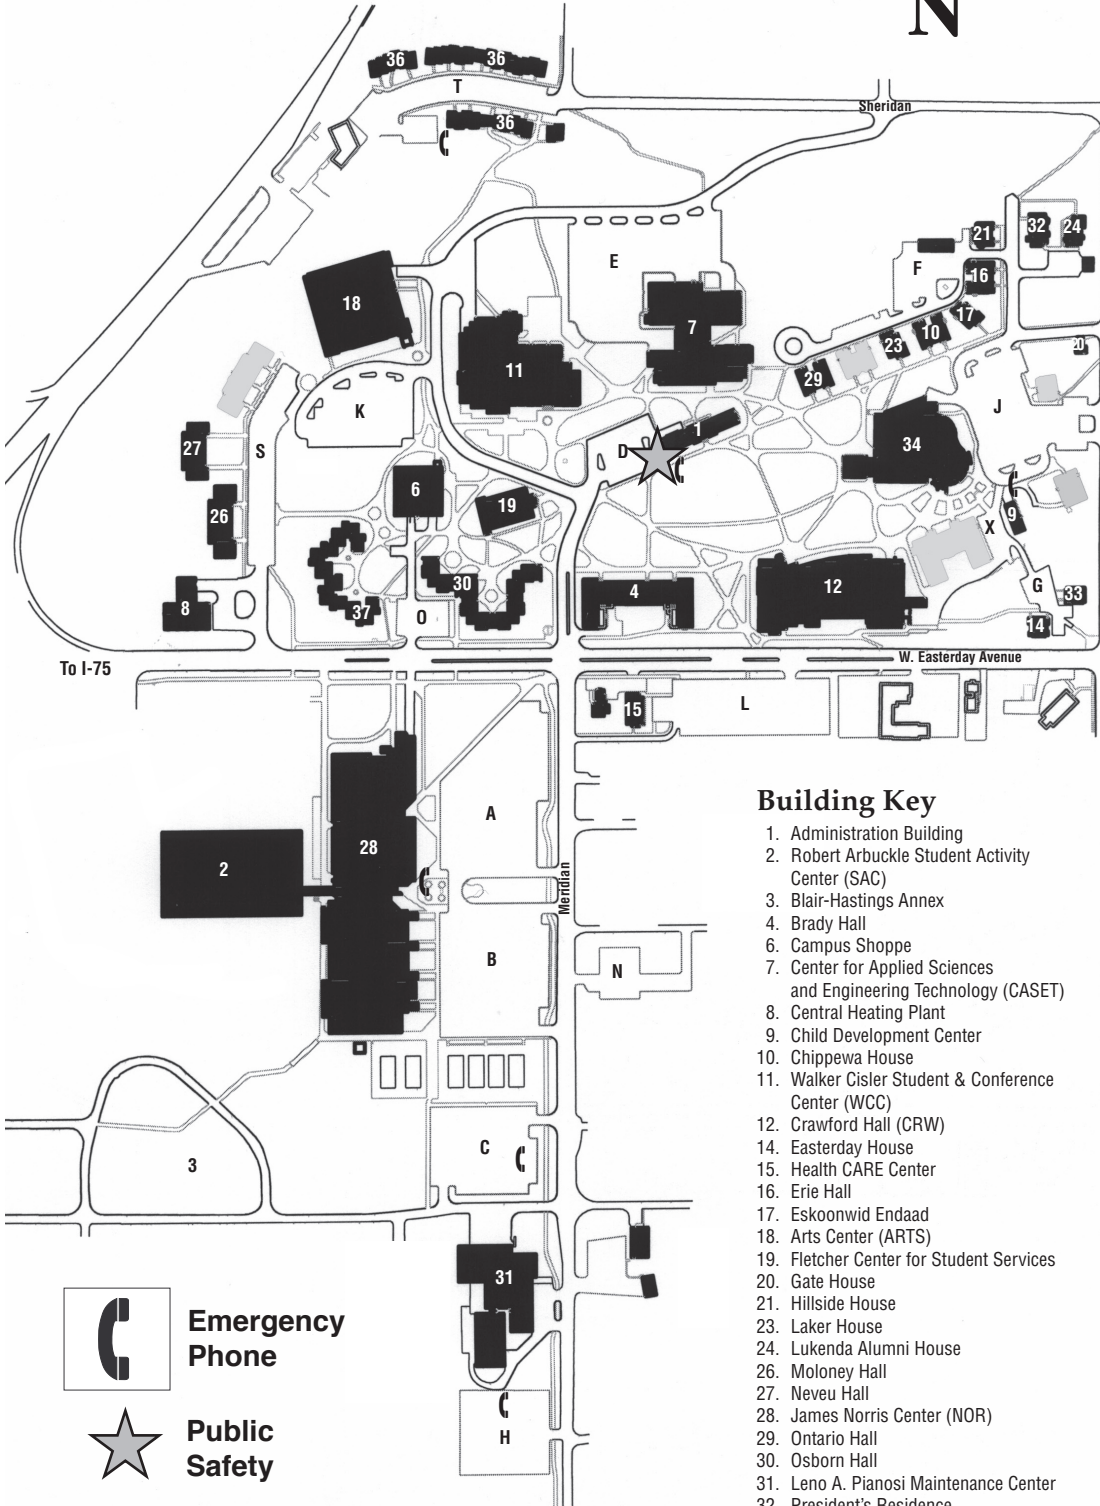 N
36
36
T
Sheridan
36
21
32
24
E
F
16
18
7
17
10
23
20
11
29
K
J
1
27
S
D
34
6
19
9
26
X
30
4
12
G
33
8
37
O
14
To I-75
W. Easterday Avenue
15
L
A
28
2
Meridian
B
N
C
3
31
H
Emergency
Phone
Public
Safety
Building Key
1. Administration Building
2. Robert Arbuckle Student Activity
Center (SAC)
3. Blair-Hastings Annex
4. Brady Hall
6. Campus Shoppe
7. Center for Applied Sciences
and Engineering Technology (CASET)
8. Central Heating Plant
9. Child Development Center
10. Chippewa House
11. Walker Cisler Student & Conference
Center (WCC)
12. Crawford Hall (CRW)
14. Easterday House
15. Health CARE Center
16. Erie Hall
17. Eskoonwid Endaad
18. Arts Center (ARTS)
19. Fletcher Center for Student Services
20. Gate House
21. Hillside House
23. Laker House
24. Lukenda Alumni House
26. Moloney Hall
27. Neveu Hall
28. James Norris Center (NOR)
29. Ontario Hall
30. Osborn Hall
31. Leno A. Pianosi Maintenance Center
32. President's Residence